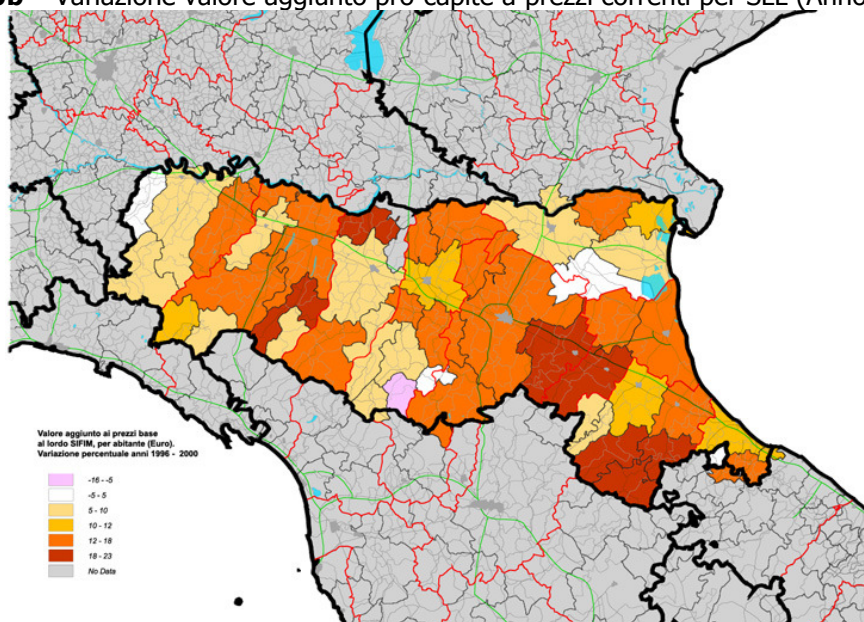 Variazione valore aggiunto pro capite a prezzi correnti per SLL (Anno
Valore aggiunto ai prezzi base
al lordo SIFIM, per abitante (Euro).
Variazione percentuale anni 1996 - 2000
-16 - -5
-5 - 5
5 - 10
10 - 12
12 - 18
18 - 23
No Data